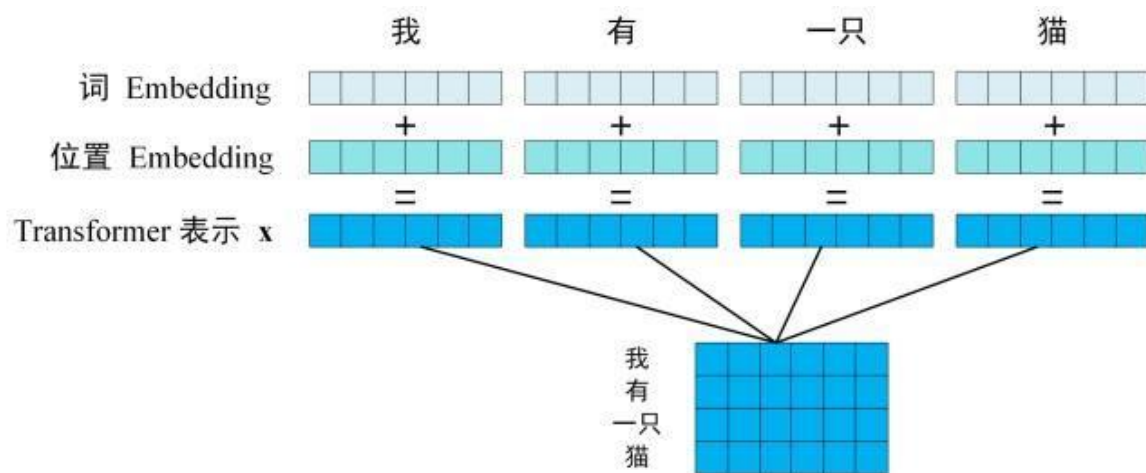 我 有 一只 猫
词 Embedding
+ + + +
位置 Embedding
= = = =
Transformer 表示 x
我
有
一只
猫